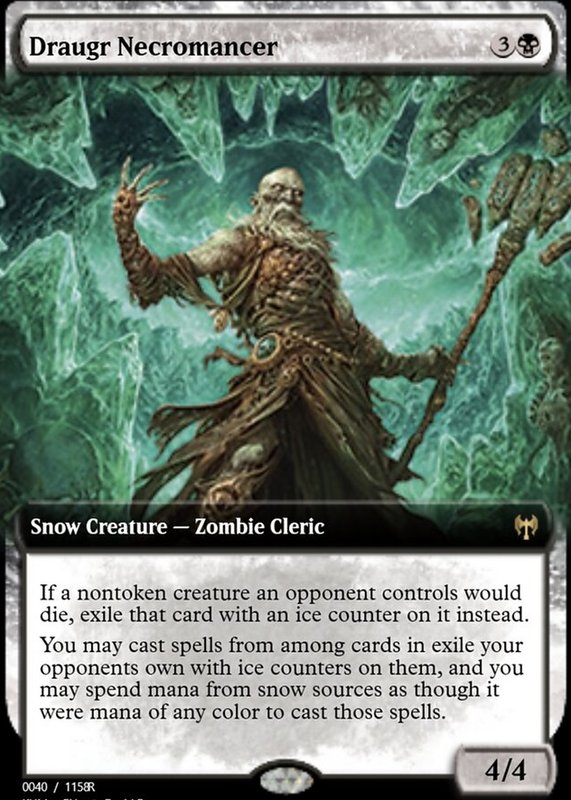 Draugr Necromancer
3
Snow Creature — Zombie Cleric
If a nontoken creature an opponent controls would
die, exile that card with an ice counter on it instead.
You may cast spells from among cards in exile your
opponents own with ice counters on them, and you
may spend mana from snow sources as though it
were mana of any color to cast those spells.
4/4
0040 / 1158R